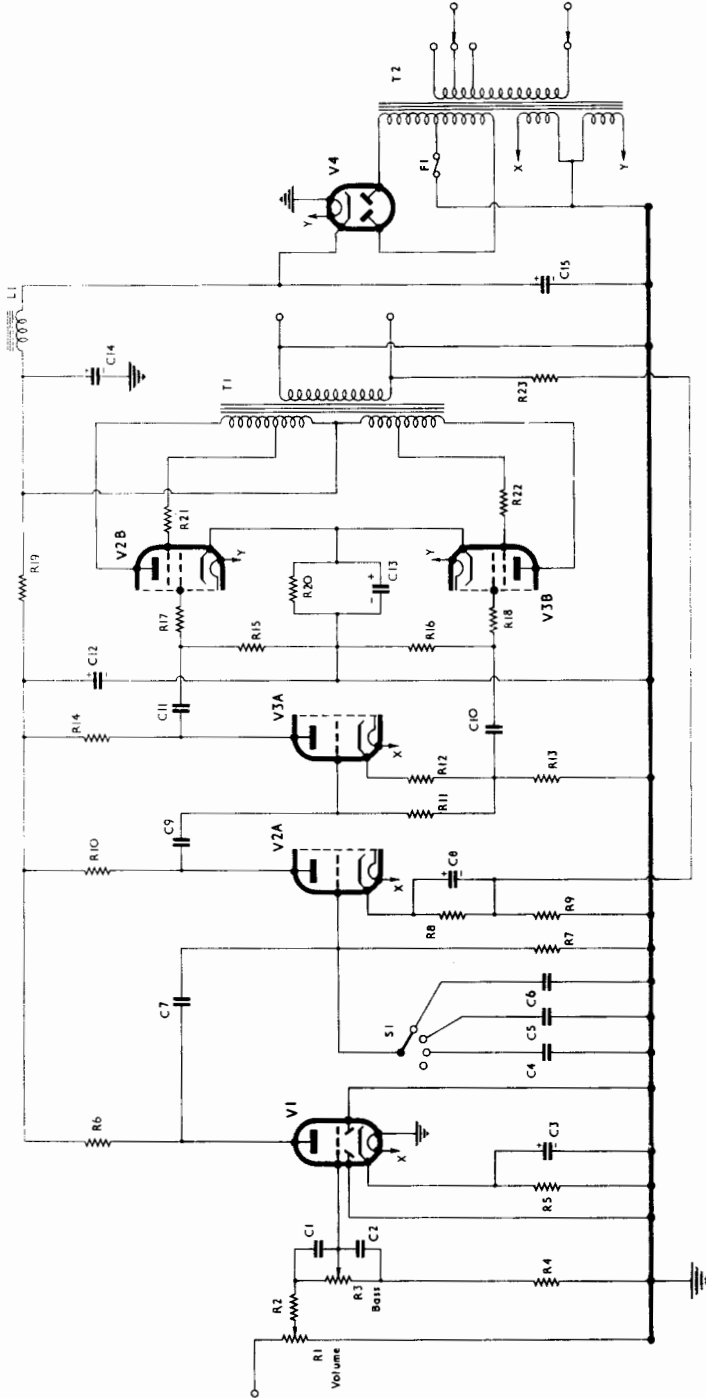 R1
Volume
R2
R3
Bass
C1
C2
R4
V1
X
R5
C3
R6
C7
S1
C4
C5
C6
R7
R8
C8
R9
V2A
X
R10
C9
R11
R12
R13
V3A
X
R14
C11
C10
C12
R15
R16
R17
R18
R19
R20
C13
V2B
Y
V3B
Y
R21
R22
T1
R23
C14
L1
C15
V4
Y
F1
T2
X
Y